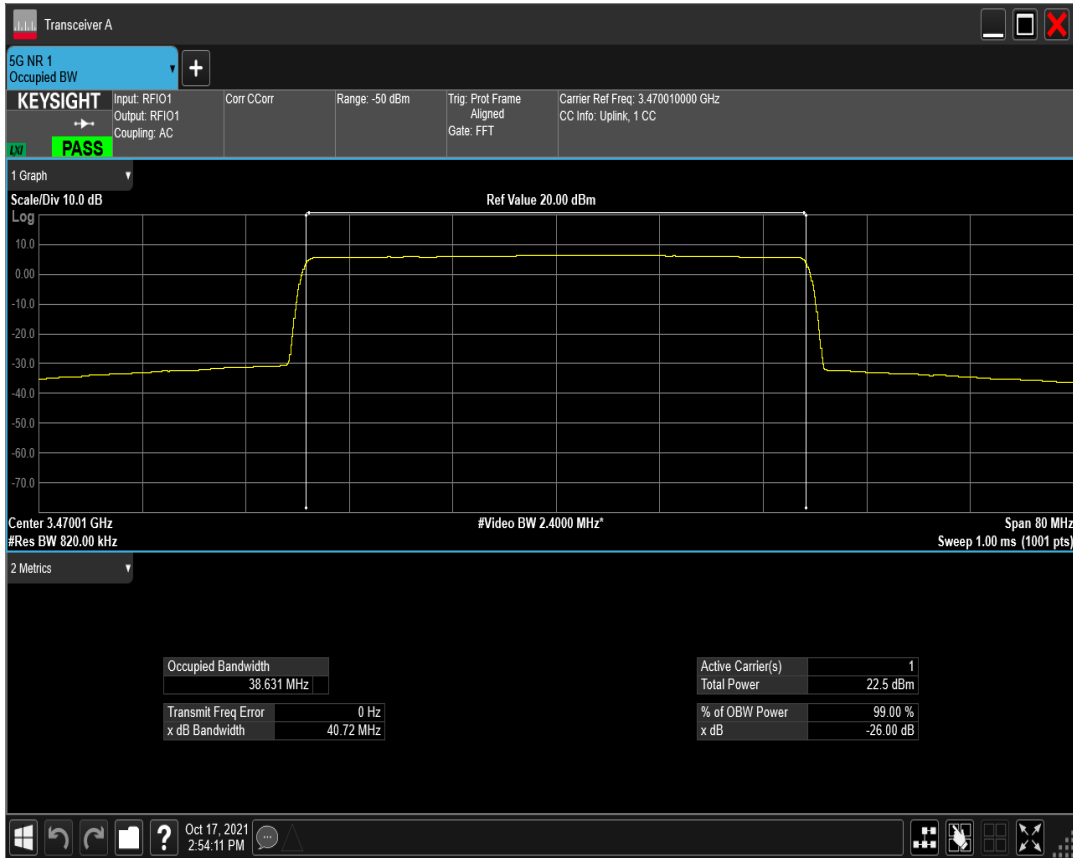 Transceiver A
5G NR 1
Occupied BW
+
KEYSIGHT
LXI
PASS
Input: RFIO1
Output: RFIO1
Coupling: AC
Corr CCorr
Range: -50 dBm
Trig: Prot Frame
Aligned
Gate: FFT
Carrier Ref Freq: 3.470010000 GHz
CC Info: Uplink, 1 CC
1 Graph
Scale/Div 10.0 dB
Ref Value 20.00 dBm
Log
10.0
0.00
-10.0
-20.0
-30.0
-40.0
-50.0
-60.0
-70.0
Center 3.47001 GHz
#Video BW 2.4000 MHz*
Span 80 MHz
#Res BW 820.00 kHz
Sweep 1.00 ms (1001 pts)
2 Metrics
Occupied Bandwidth
38.631 MHz
Transmit Freq Error 0 Hz
x dB Bandwidth 40.72 MHz
Active Carrier(s) 1
Total Power 22.5 dBm
% of OBW Power 99.00 %
x dB -26.00 dB
?
Oct 17, 2021
2:54:11 PM